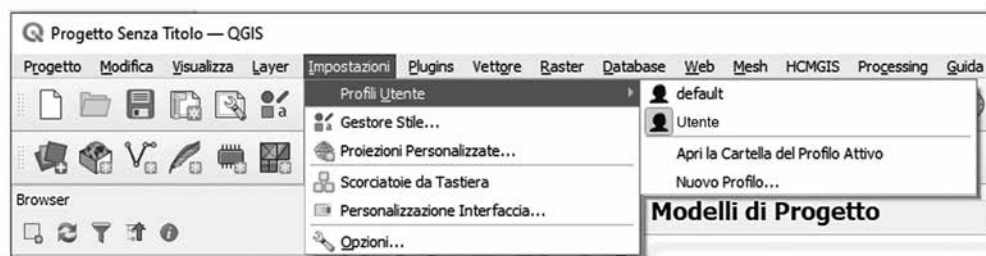 Progetto Senza Titolo — QGIS
Progetto Modifica Visualizza Layer Impostazioni Plugins Vettore Raster Database Web Mesh HCMGIS Processing Guida
Profili Utente
Gestore Stile...
Proiezioni Personalizzate...
Scorciatoie da Tastiera
Personalizzazione Interfaccia...
Opzioni...
default
Utente
Apri la Cartella del Profilo Attivo
Nuovo Profilo...
Browser
Modelli di Progetto